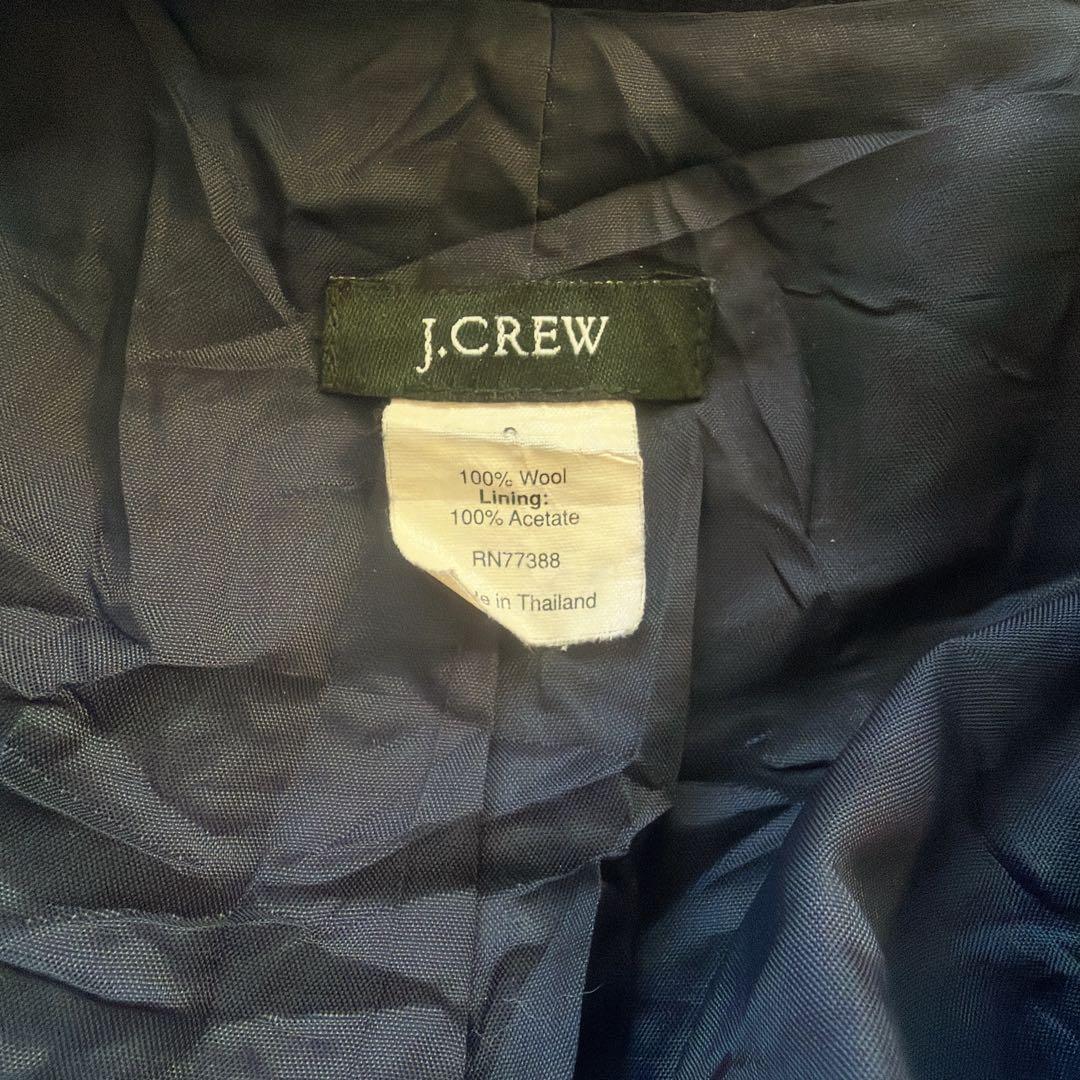 J.CREW
100% Wool
Lining:
100% Acetate
RN77388
in Thailand